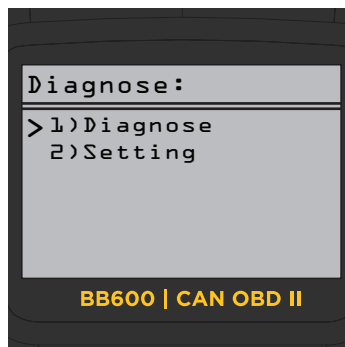 Diagnose:
>1)Diagnose
2)Setting
BB600 | CAN OBD II